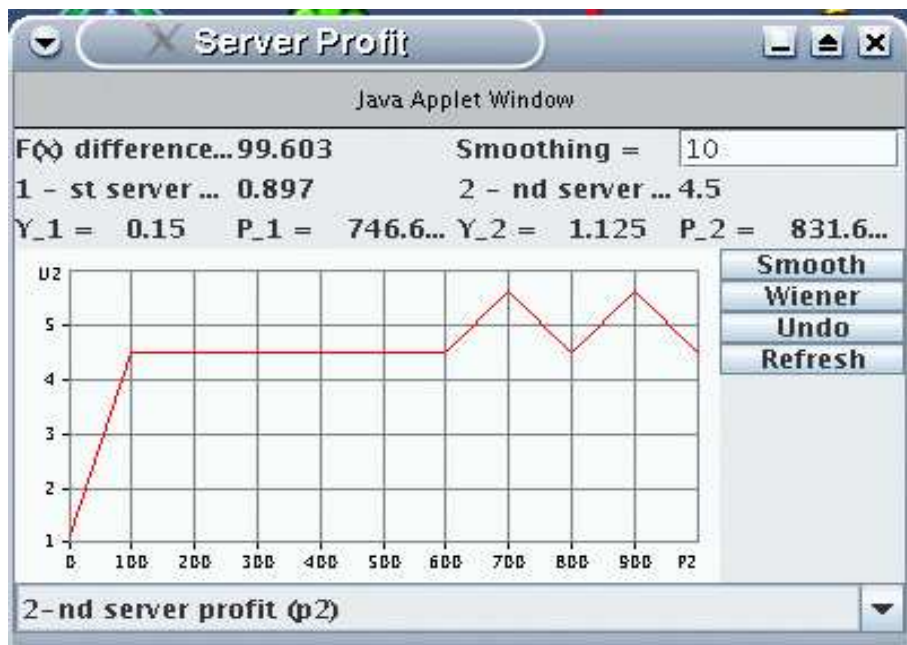 Server Profit
Java Applet Window
F(x) difference... 99.603 Smoothing = 10
1 - st server ... 0.897 2 - nd server ... 4.5
Y_1 = 0.15 P_1 = 746.6... Y_2 = 1.125 P_2 = 831.6...
Smooth
Wiener
Undo
Refresh
U2
5
4
3
2
1
0 100 200 300 400 500 600 700 800 900 P2
2-nd server profit (p2)